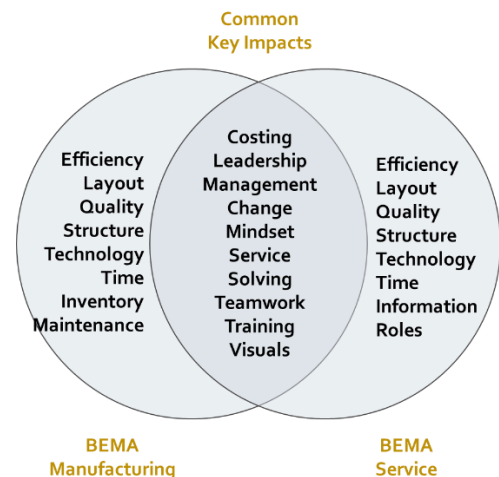 Common
Key Impacts
Efficiency
Layout
Quality
Structure
Technology
Time
Inventory
Maintenance
Costing
Leadership
Management
Change
Mindset
Service
Solving
Teamwork
Training
Visuals
Efficiency
Layout
Quality
Structure
Technology
Time
Information
Roles
BEMA
Manufacturing
BEMA
Service